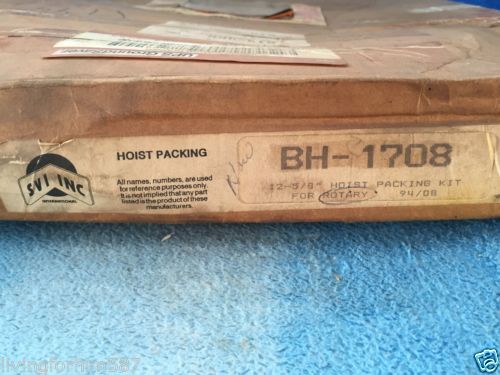 SVI INC
INTERNATIONAL
HOIST PACKING
All names, numbers, are used
for reference purposes only.
It is not implied that any part
listed is the product of these
manufacturers.
BH-1708
12-5/8" HOIST PACKING KIT
FOR ROTARY 94/08
livingforhim587